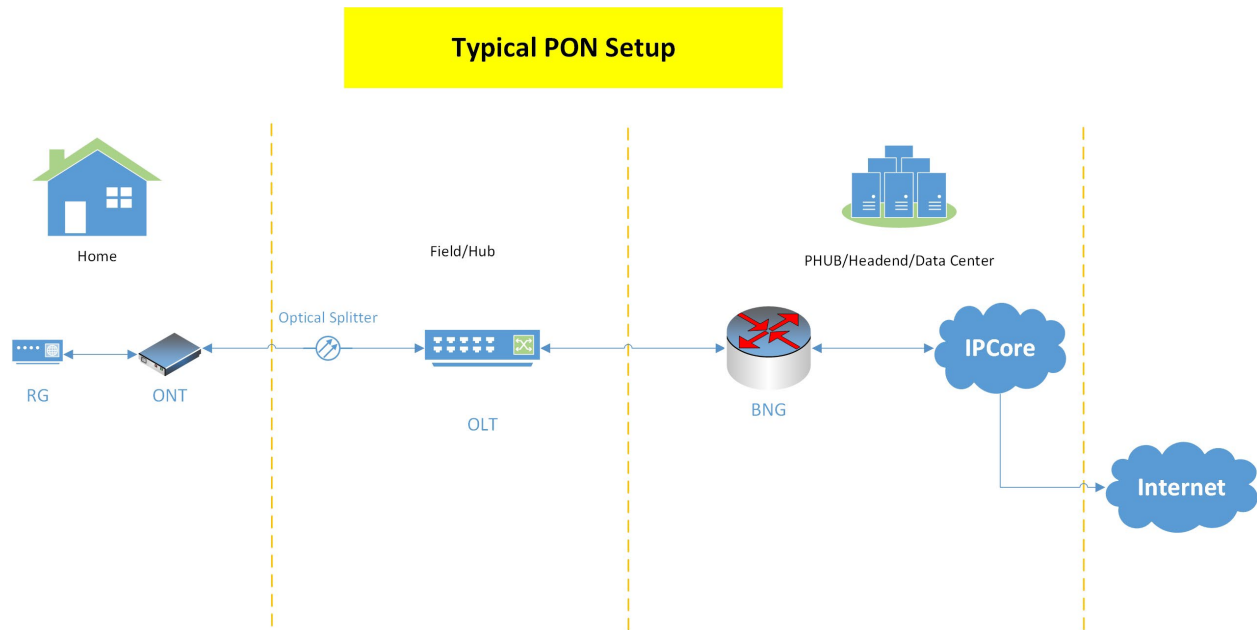 Typical PON Setup
Home
Field/Hub
PHUB/Headend/Data Center
Optical Splitter
RG
ONT
OLT
BNG
IPCore
Internet